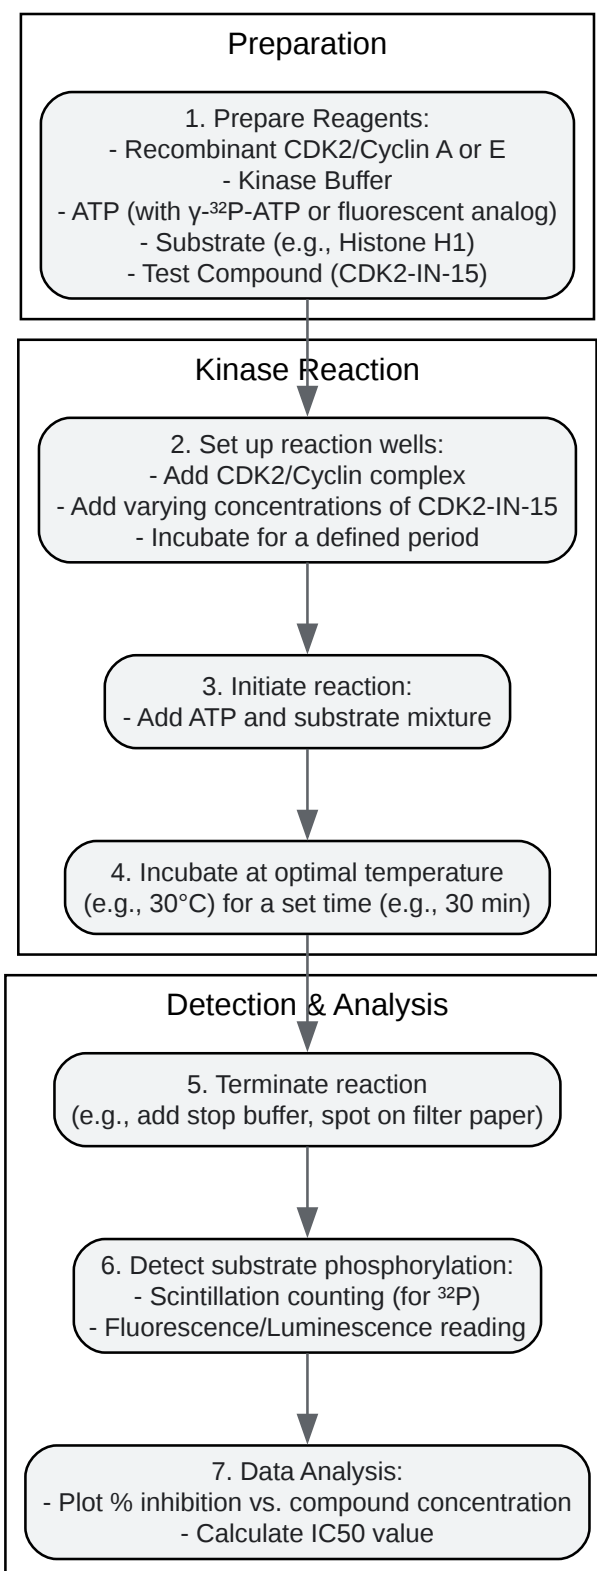 Preparation
1. Prepare Reagents:
- Recombinant CDK2/Cyclin A or E
- Kinase Buffer
- ATP (with γ-³²P-ATP or fluorescent analog)
- Substrate (e.g., Histone H1)
- Test Compound (CDK2-IN-15)
Kinase Reaction
2. Set up reaction wells:
- Add CDK2/Cyclin complex
- Add varying concentrations of CDK2-IN-15
- Incubate for a defined period
3. Initiate reaction:
- Add ATP and substrate mixture
4. Incubate at optimal temperature
(e.g., 30°C) for a set time (e.g., 30 min)
Detection & Analysis
5. Terminate reaction
(e.g., add stop buffer, spot on filter paper)
6. Detect substrate phosphorylation:
- Scintillation counting (for ³²P)
- Fluorescence/Luminescence reading
7. Data Analysis:
- Plot % inhibition vs. compound concentration
- Calculate IC50 value